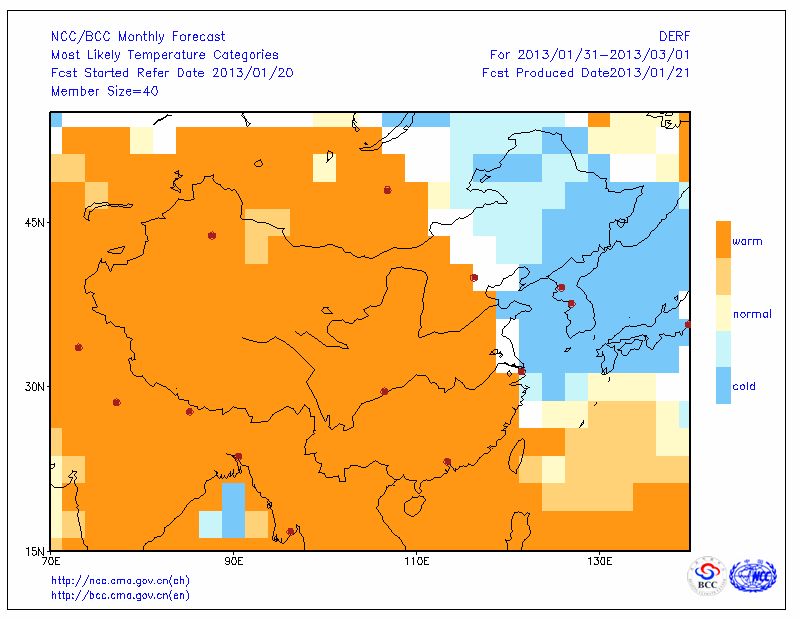 NCC/BCC Monthly Forecast
DERF
Most Likely Temperature Categories
For 2013/01/31-2013/03/01
Fcst Started Refer Date 2013/01/20
Fcst Produced Date2013/01/21
Member Size=40
45N
30N
15N
70E
90E
110E
130E
warm
normal
cold
http://ncc.cma.gov.cn(ch)
http://bcc.cma.gov.cn(en)
BCC
NCC